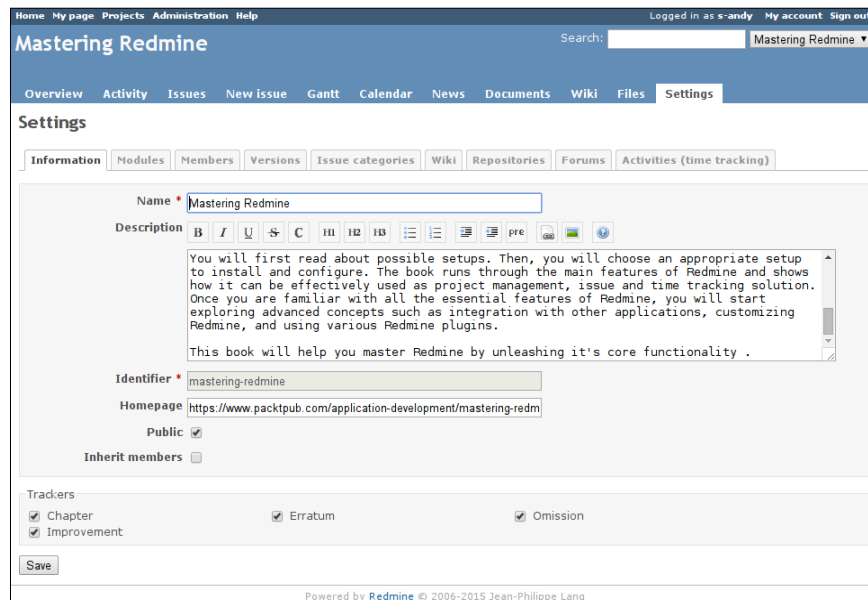 Home My page Projects Administration Help Logged in as s-andy My account Sign out
Mastering Redmine Search: Mastering Redmine
Overview Activity Issues New issue Gantt Calendar News Documents Wiki Files Settings
Settings
Information Modules Members Versions Issue categories Wiki Repositories Forums Activities (time tracking)
Name * Mastering Redmine
Description B I U S C H1 H2 H3 pre
You will first read about possible setups. Then, you will choose an appropriate setup
to install and configure. The book runs through the main features of Redmine and shows
how it can be effectively used as project management, issue and time tracking solution.
Once you are familiar with all the essential features of Redmine, you will start
exploring advanced concepts such as integration with other applications, customizing
Redmine, and using various Redmine plugins.
This book will help you master Redmine by unleashing it's core functionality .
Identifier * mastering-redmine
Homepage https://www.packtpub.com/application-development/mastering-redm
Public
Inherit members
Trackers
Chapter Erratum Omission
Improvement
Save
Powered by Redmine © 2006-2015 Jean-Philippe Lang